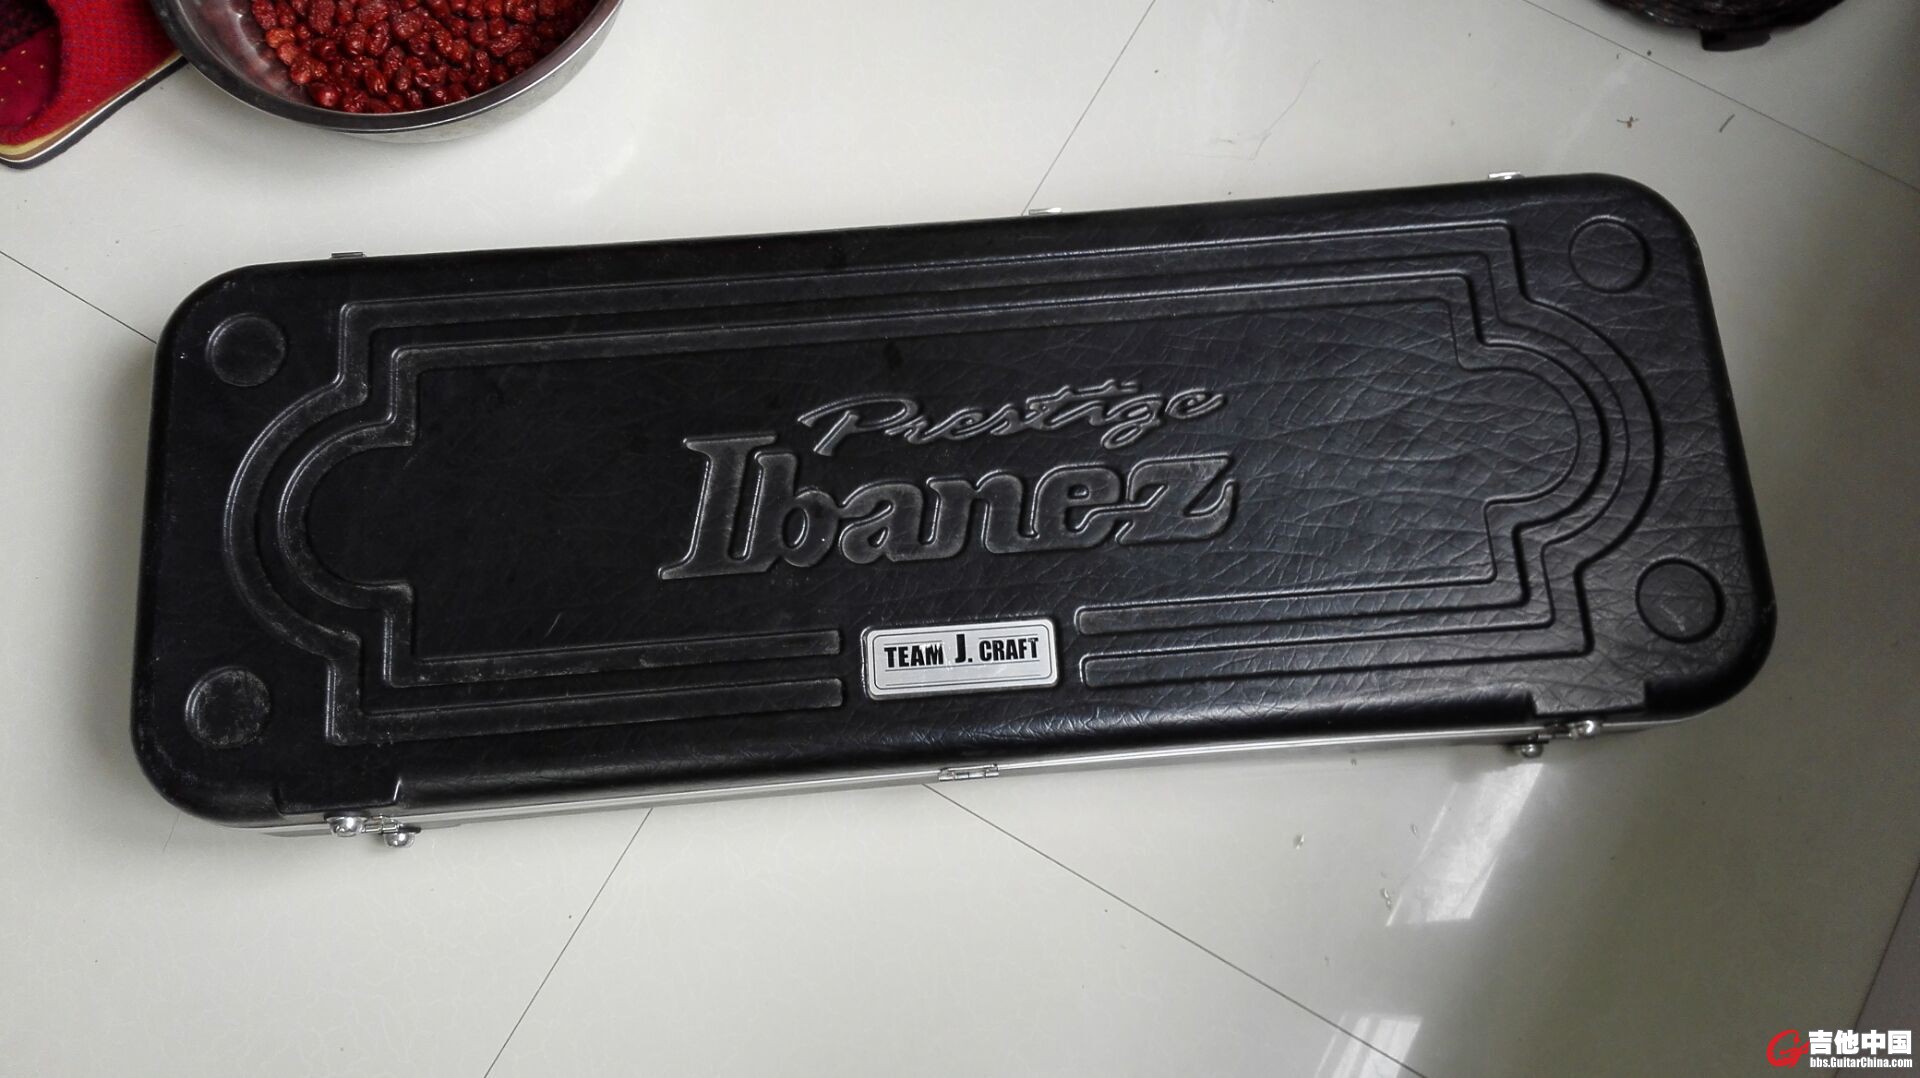 Prestige
Ibanez
TEAM J. CRAFT
吉他中国
bbs.GuitarChina.com